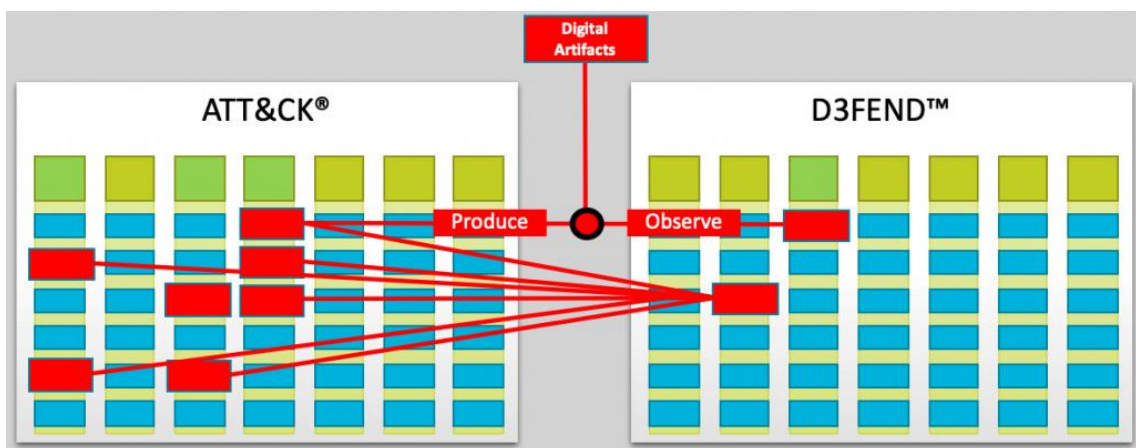 Digital
Artifacts
ATT&CK®
D3FEND™
Produce
Observe